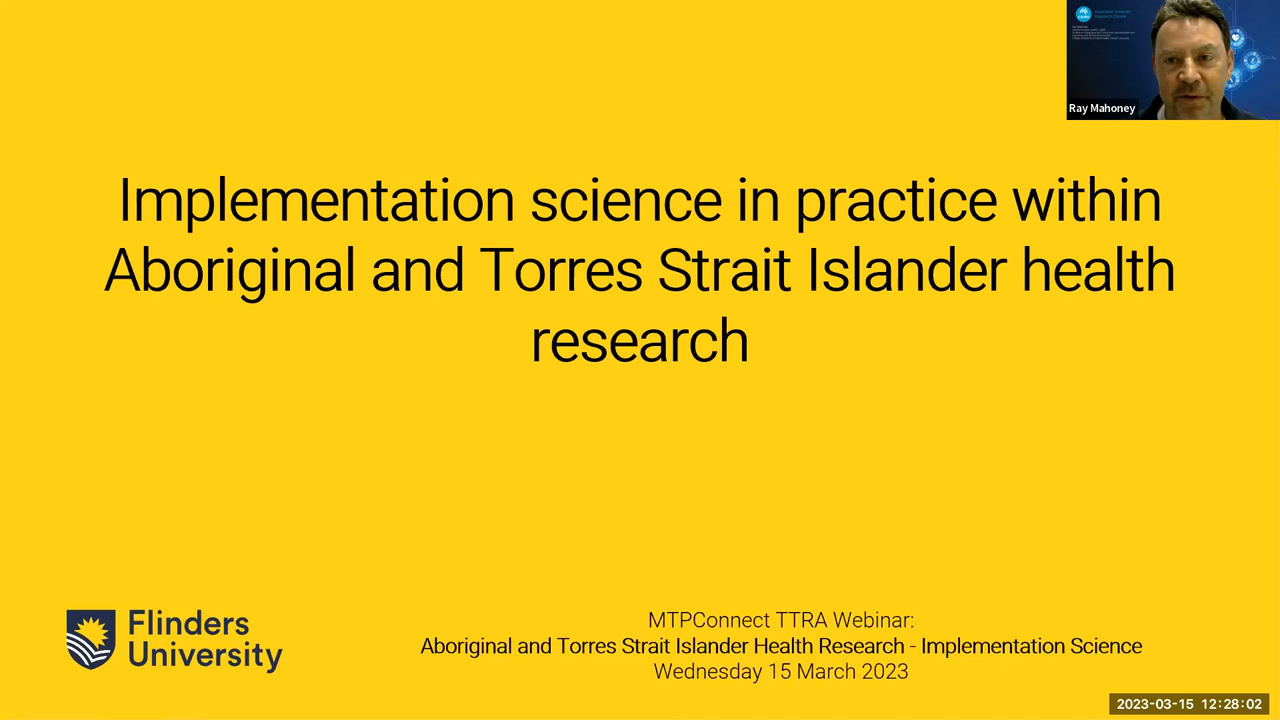 Ray Mahoney
Implementation science in practice within
Aboriginal and Torres Strait Islander health
research
Flinders
University
MTPConnect TTRA Webinar:
Aboriginal and Torres Strait Islander Health Research - Implementation Science
Wednesday 15 March 2023
2023-03-15 12:28:02